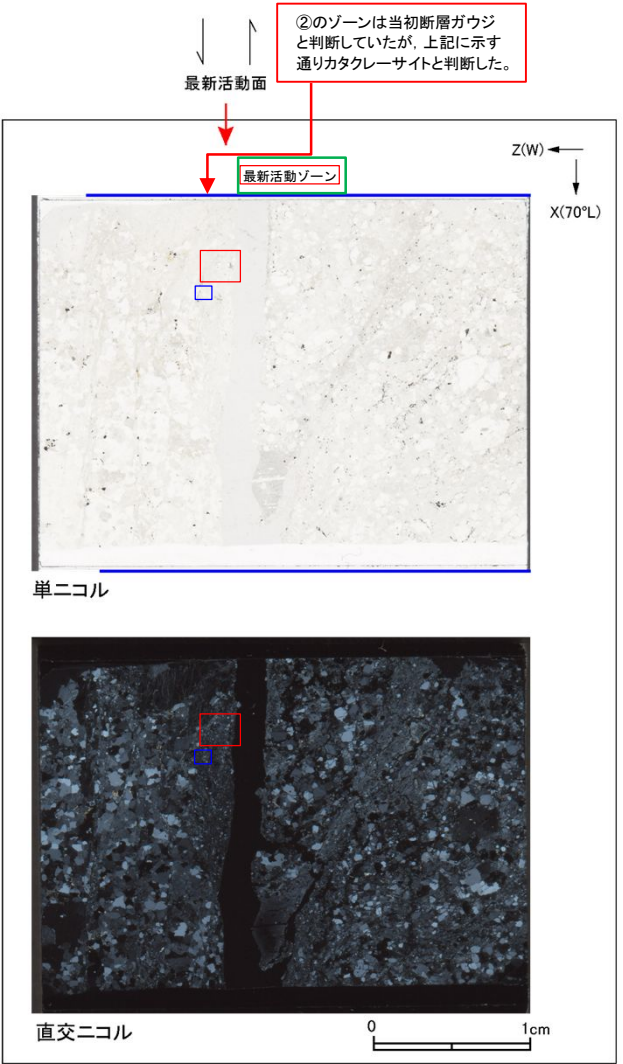 ②のゾーンは当初断層ガウジ
と判断していたが, 上記に示す
通りカタクレーサイトと判断した。
最新活動面
最新活動ゾーン
Z(W)
X(70°L)
単ニコル
直交ニコル
0
1cm